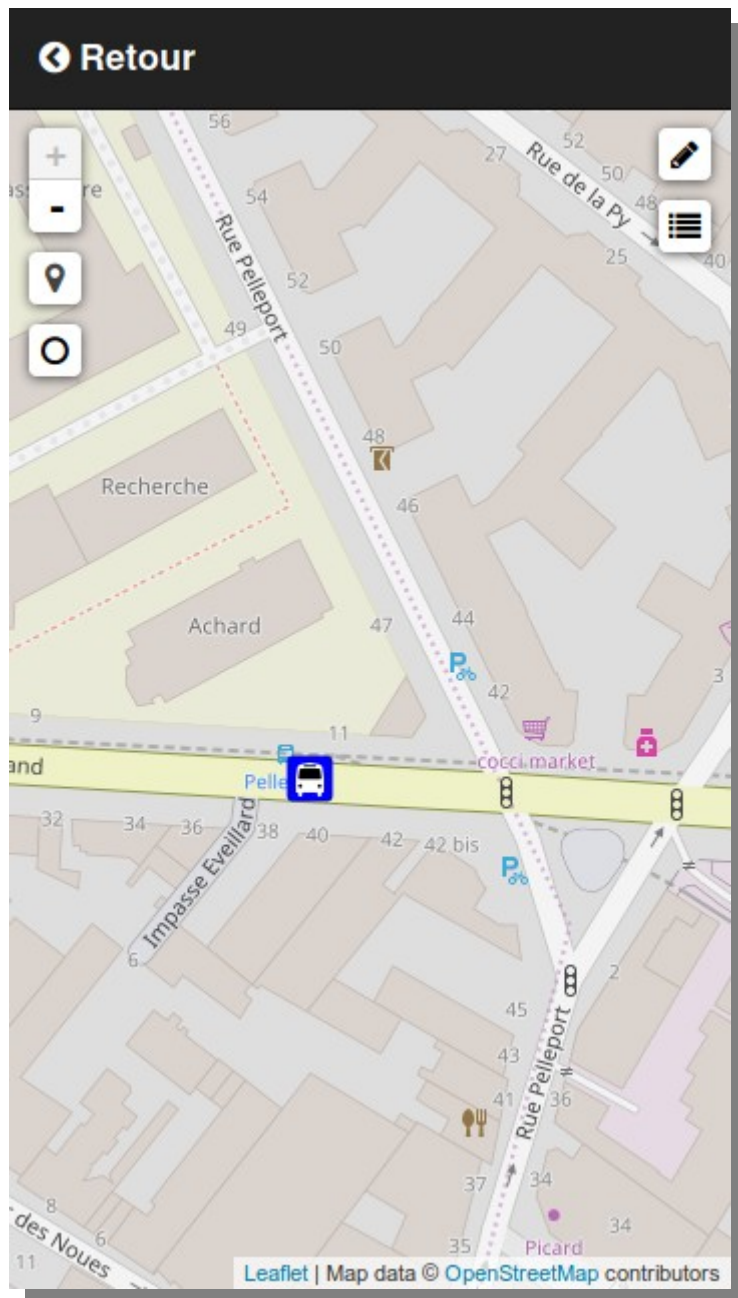 Retour
56
27
Rue de la Py
52
50
48
40
25
+
-
54
Rue Pelleport
52
49
50
48
Recherche
46
Achard
47
44
42
3
9
11
cocci market
and
Pelle
32
34
36
38
40
42
42 bis
Impasse Eveillard
6
2
45
43
41
36
Rue Pelleport
37
34
34
Picard
35
8
6
des Noues
11
Leaflet | Map data © OpenStreetMap contributors